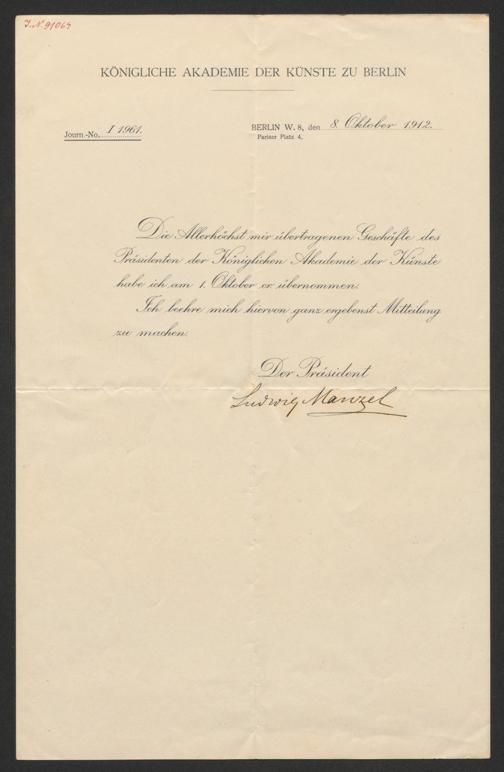 J.N. 91064
KÖNIGLICHE AKADEMIE DER KÜNSTE ZU BERLIN
Journ.-No. I 1961.
BERLIN W. 8, den 8. Oktober 1912.
Pariser Platz 4.
Die Allerhöchst mir übertragenen Geschäfte des
Präsidenten der Königlichen Akademie der Künste
habe ich am 1. Oktober cr übernommen.
Ich beehre mich hiervon ganz ergebenst Mitteilung
zu machen.
Der Präsident
Ludwig Manzel